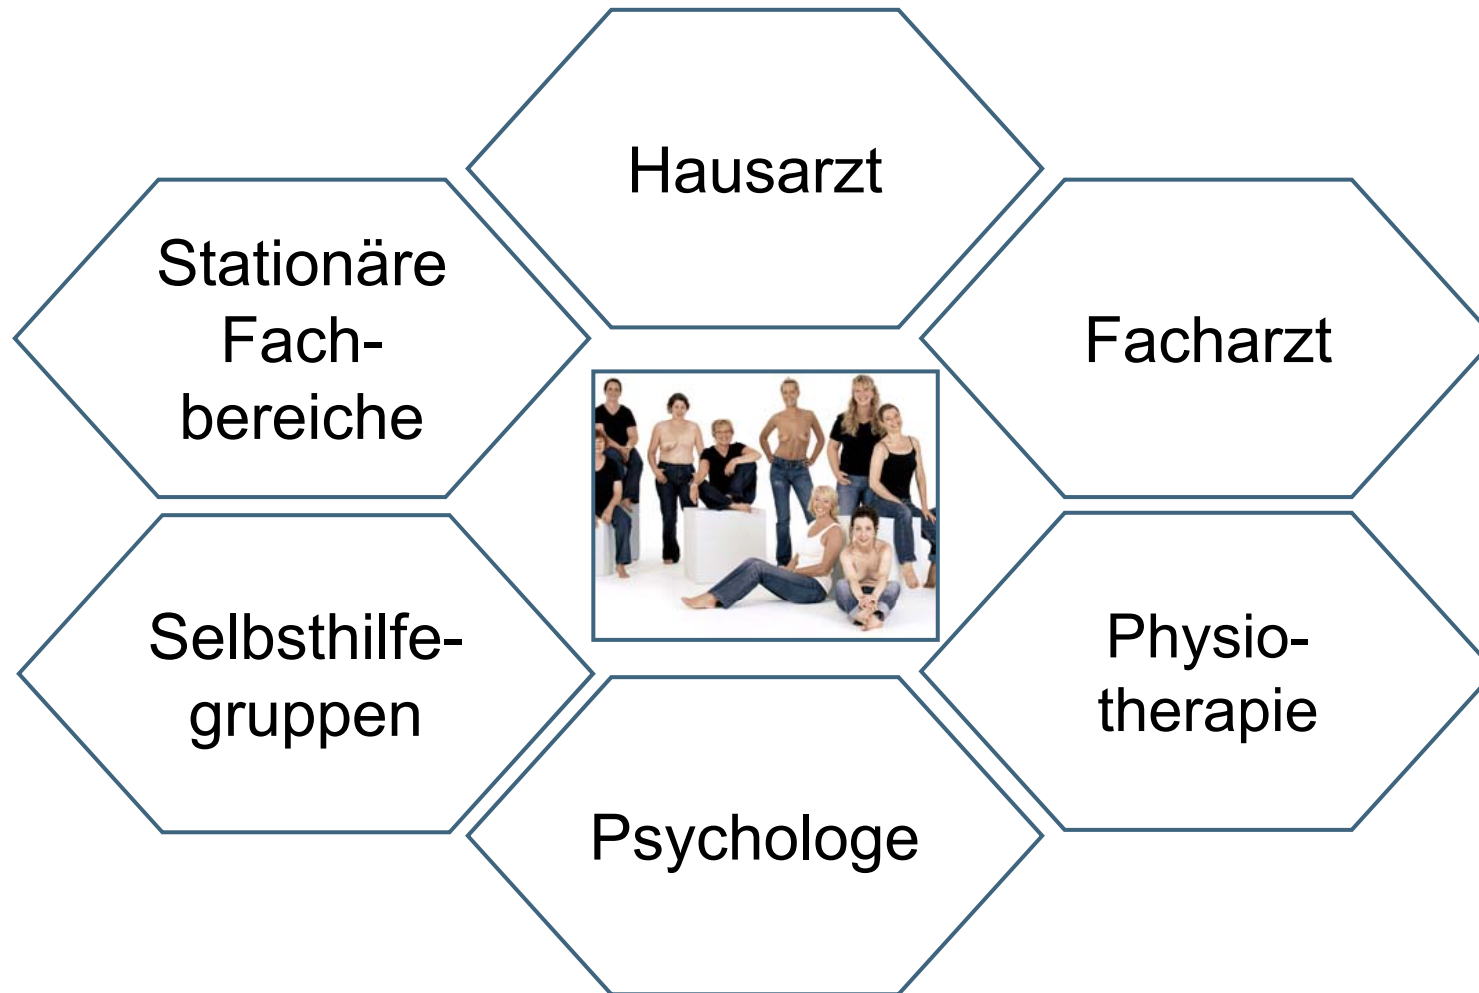 Hausarzt
Stationäre
Fach-
bereiche
Facharzt
Selbsthilfe-
gruppen
Physio-
therapie
Psychologe